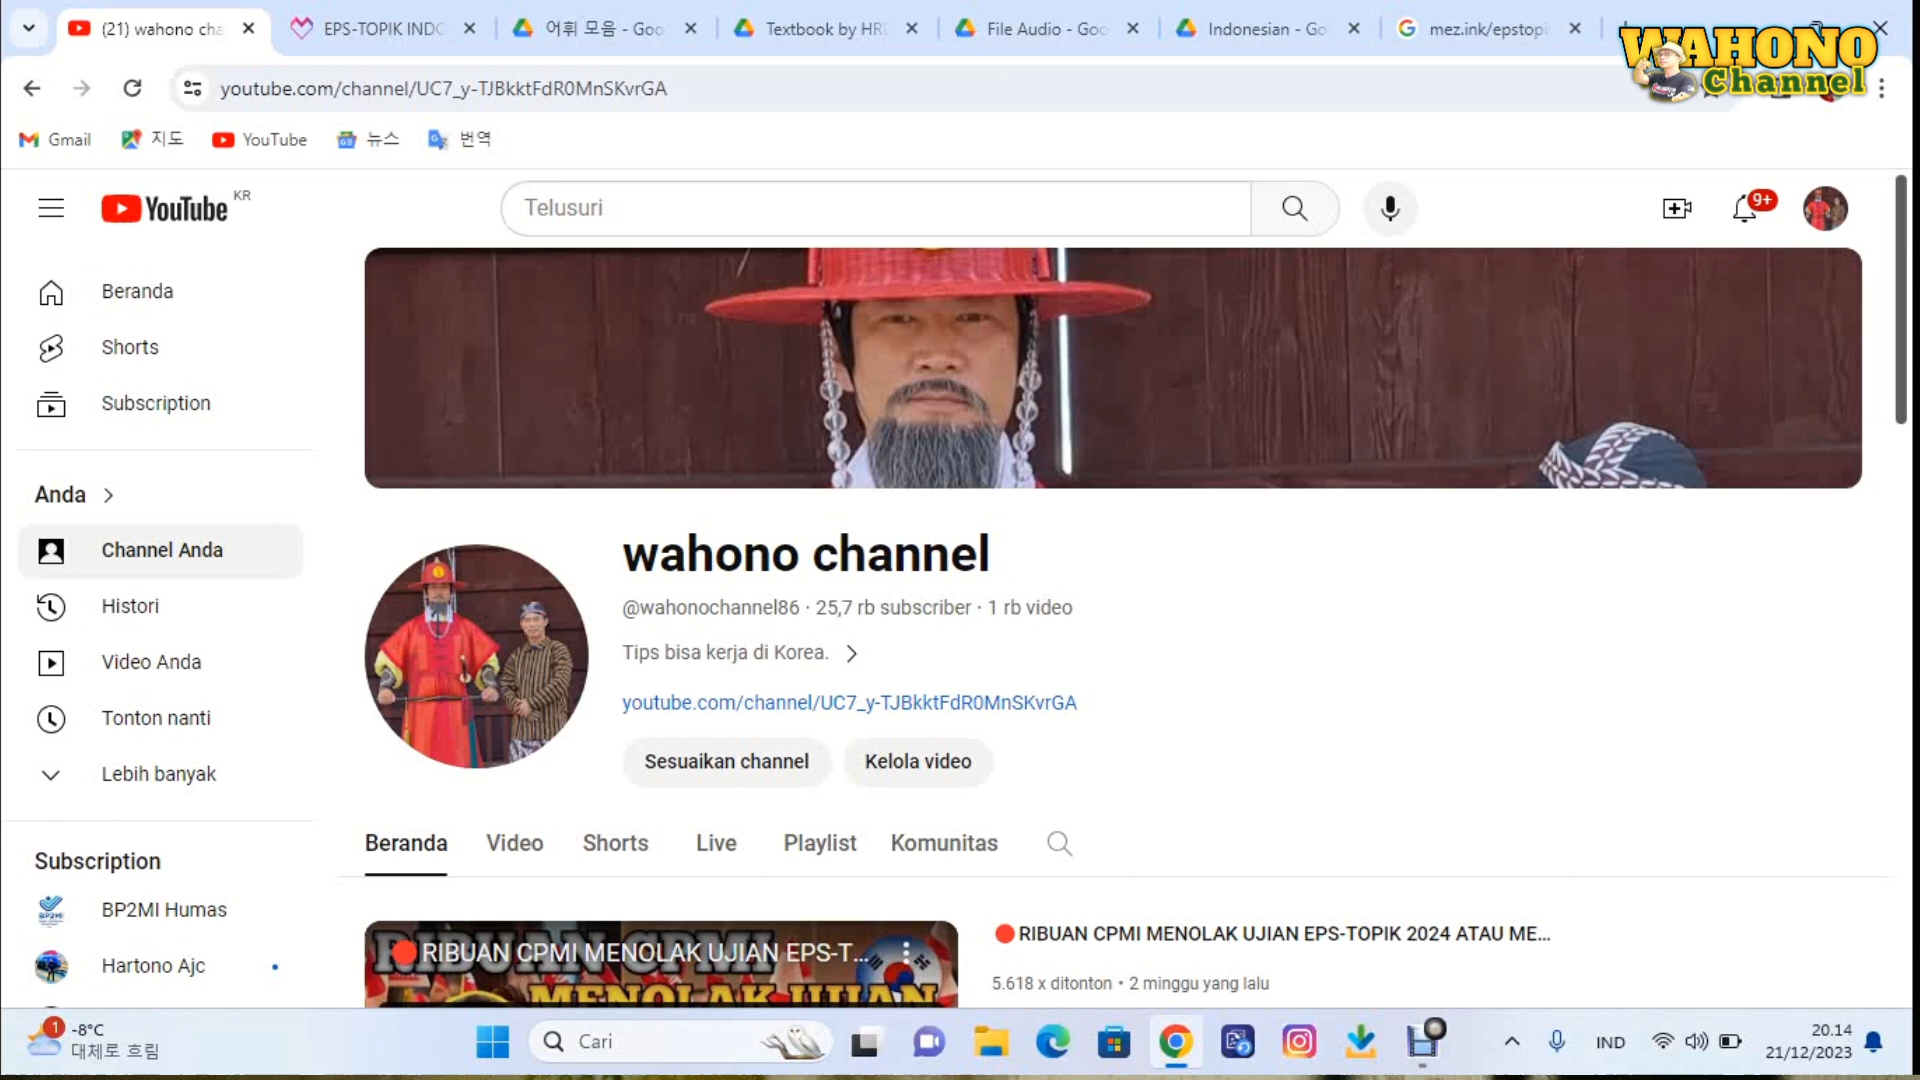 (21) wahono cha
EPS-TOPIK INDO
어휘 모음 - Goo
Textbook by HR
File Audio - Goo
Indonesian - Go
mez.ink/epstopi
WAHONO
Channel
youtube.com/channel/UC7_y-TJBkktFdR0MnSKvrGA
Gmail
지도
YouTube
뉴스
번역
YouTube KR
Telusuri
9+
Beranda
Shorts
Subscription
Anda
Channel Anda
Histori
Video Anda
Tonton nanti
Lebih banyak
Subscription
BP2MI Humas
Hartono Ajc
wahono channel
@wahonochannel86 · 25,7 rb subscriber · 1 rb video
Tips bisa kerja di Korea.
youtube.com/channel/UC7_y-TJBkktFdR0MnSKvrGA
Sesuaikan channel
Kelola video
Beranda
Video
Shorts
Live
Playlist
Komunitas
RIBUAN CPMI MENOLAK UJIAN EPS-T...
RIBUAN CPMI
MENOLAK UJIAN
RIBUAN CPMI MENOLAK UJIAN EPS-TOPIK 2024 ATAU ME...
5.618 x ditonton • 2 minggu yang lalu
1
-8°C
대체로 흐림
Cari
IND
20.14
21/12/2023